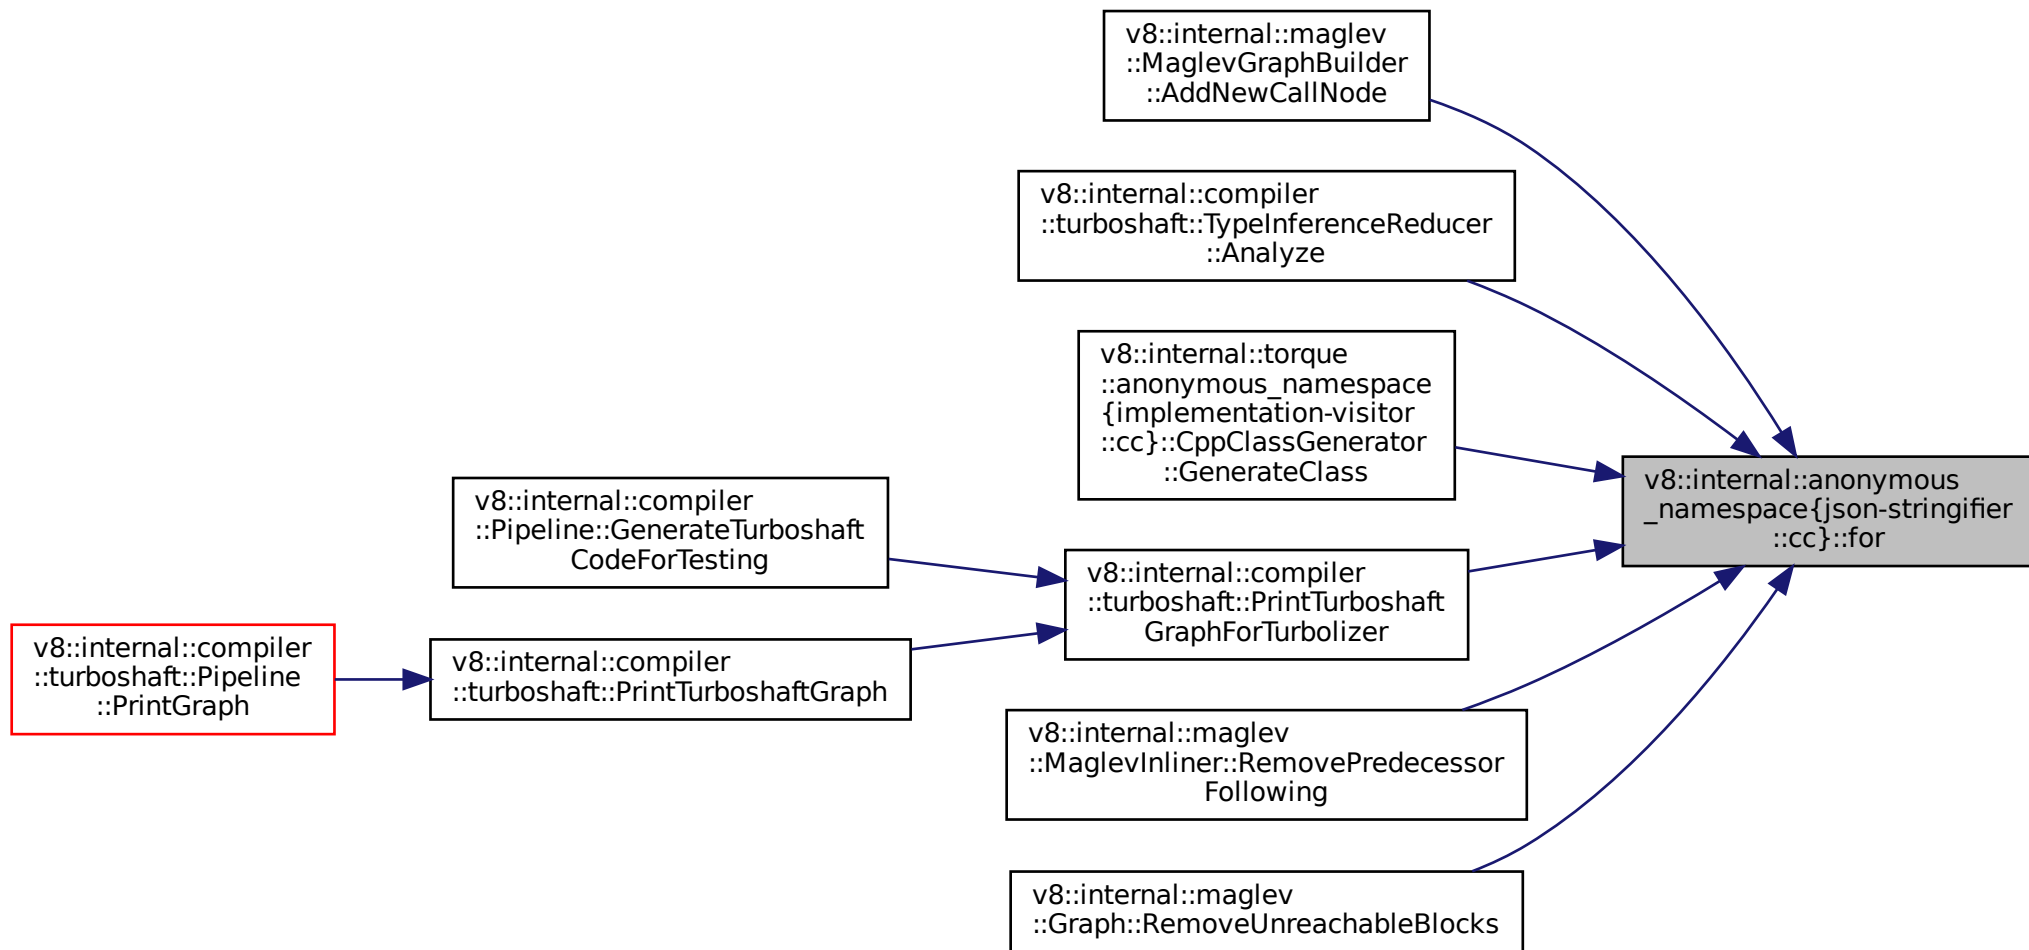 v8::internal::maglev
::MaglevGraphBuilder
::AddNewCallNode
v8::internal::compiler
::turboshaft::TypeInferenceReducer
::Analyze
v8::internal::torque
::anonymous_namespace
{implementation-visitor
::cc}::CppClassGenerator
::GenerateClass
v8::internal::anonymous
_namespace{json-stringifier
::cc}::for
v8::internal::compiler
::Pipeline::GenerateTurboshaft
CodeForTesting
v8::internal::compiler
::turboshaft::PrintTurboshaft
GraphForTurbolizer
v8::internal::compiler
::turboshaft::Pipeline
::PrintGraph
v8::internal::compiler
::turboshaft::PrintTurboshaftGraph
v8::internal::maglev
::MaglevInliner::RemovePredecessor
Following
v8::internal::maglev
::Graph::RemoveUnreachableBlocks